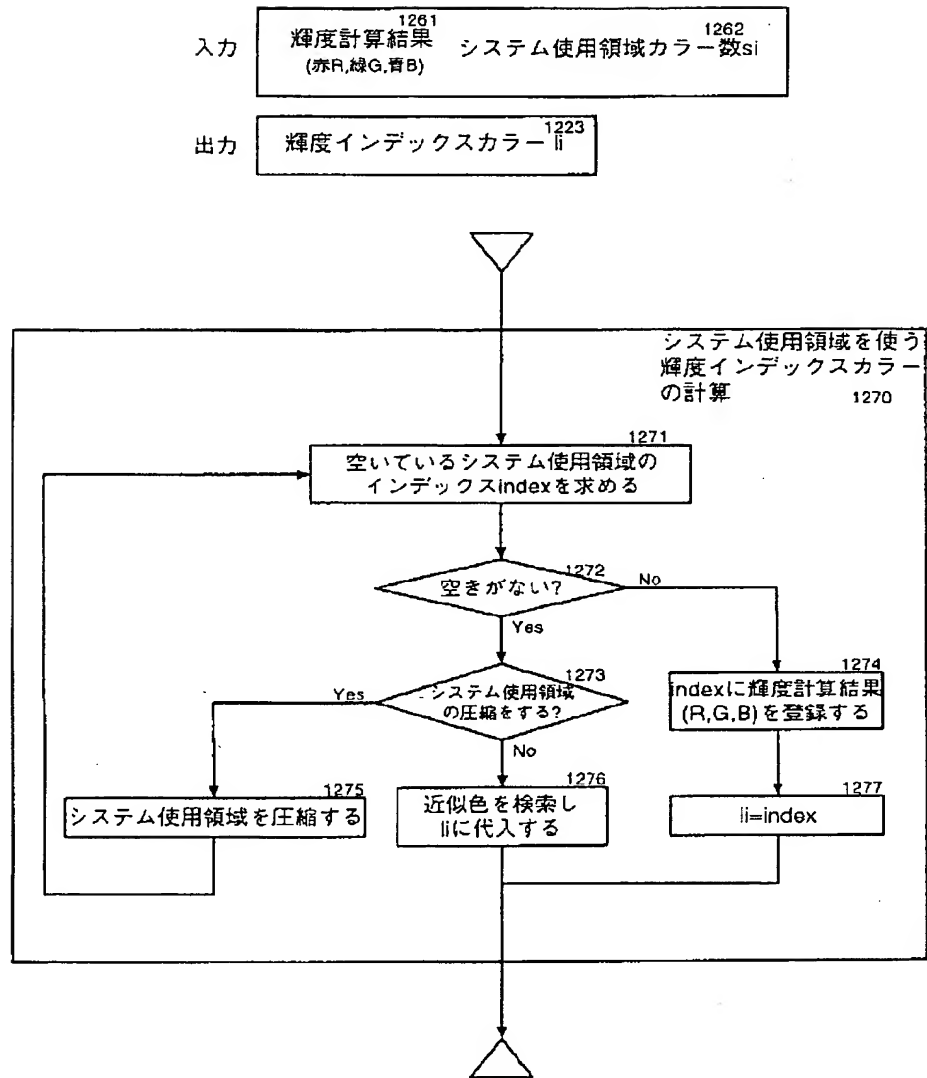 入力
1261
輝度計算結果
(赤R,緑G,青B)
1262
システム使用領域カラー数si
出力
1223
輝度インデックスカラー li
システム使用領域を使う
輝度インデックスカラー
の計算
1270
1271
空いているシステム使用領域の
インデックスindexを求める
1272
空きがない?
No
Yes
1273
システム使用領域
の圧縮をする?
Yes
No
1274
indexに輝度計算結果
(R,G,B)を登録する
1275
システム使用領域を圧縮する
1276
近似色を検索し
liに代入する
1277
li=index